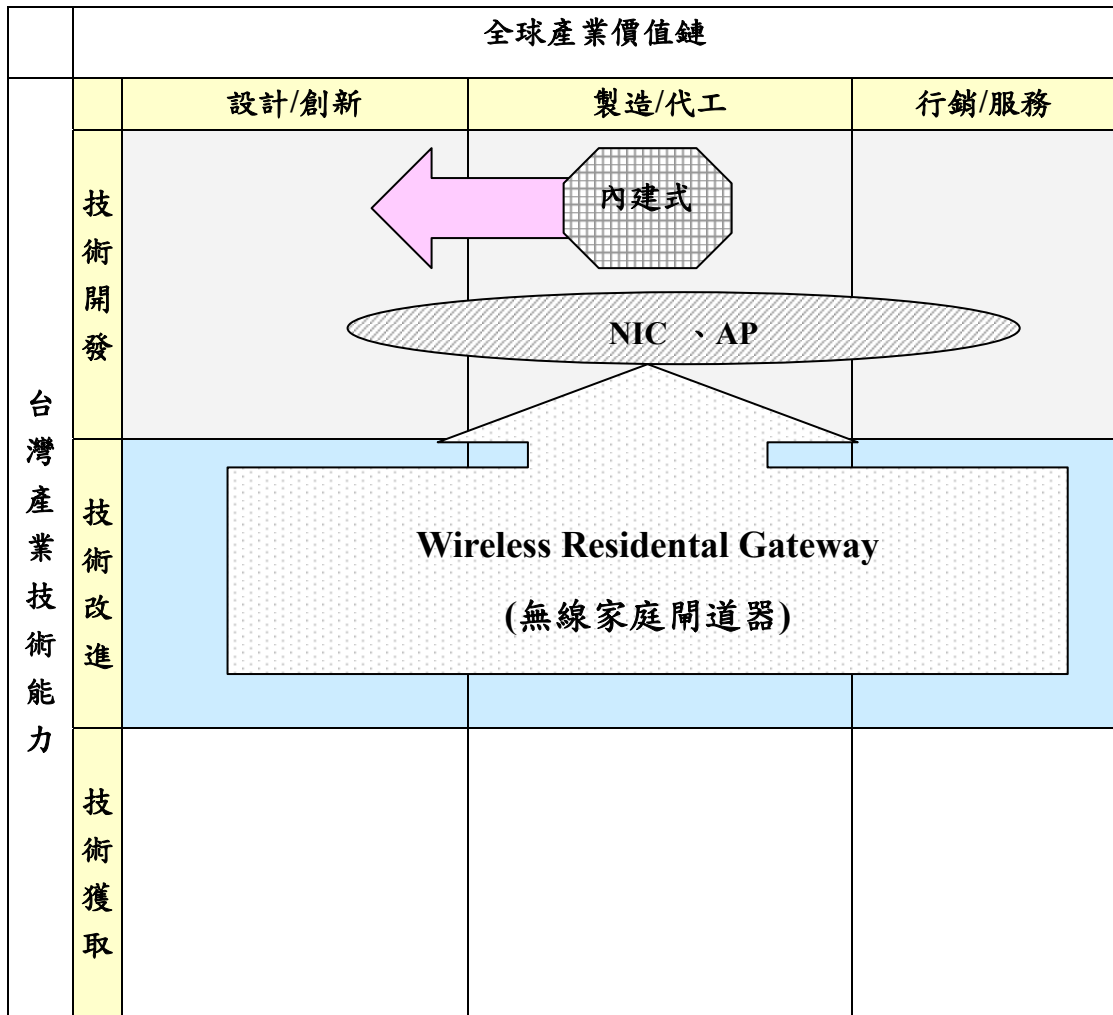 全球產業價值鏈
設計/創新
製造/代工
行銷/服務
台灣產業技術能力
技術開發
內建式
NIC 、AP
技術改進
Wireless Residental Gateway
(無線家庭閘道器)
技術獲取